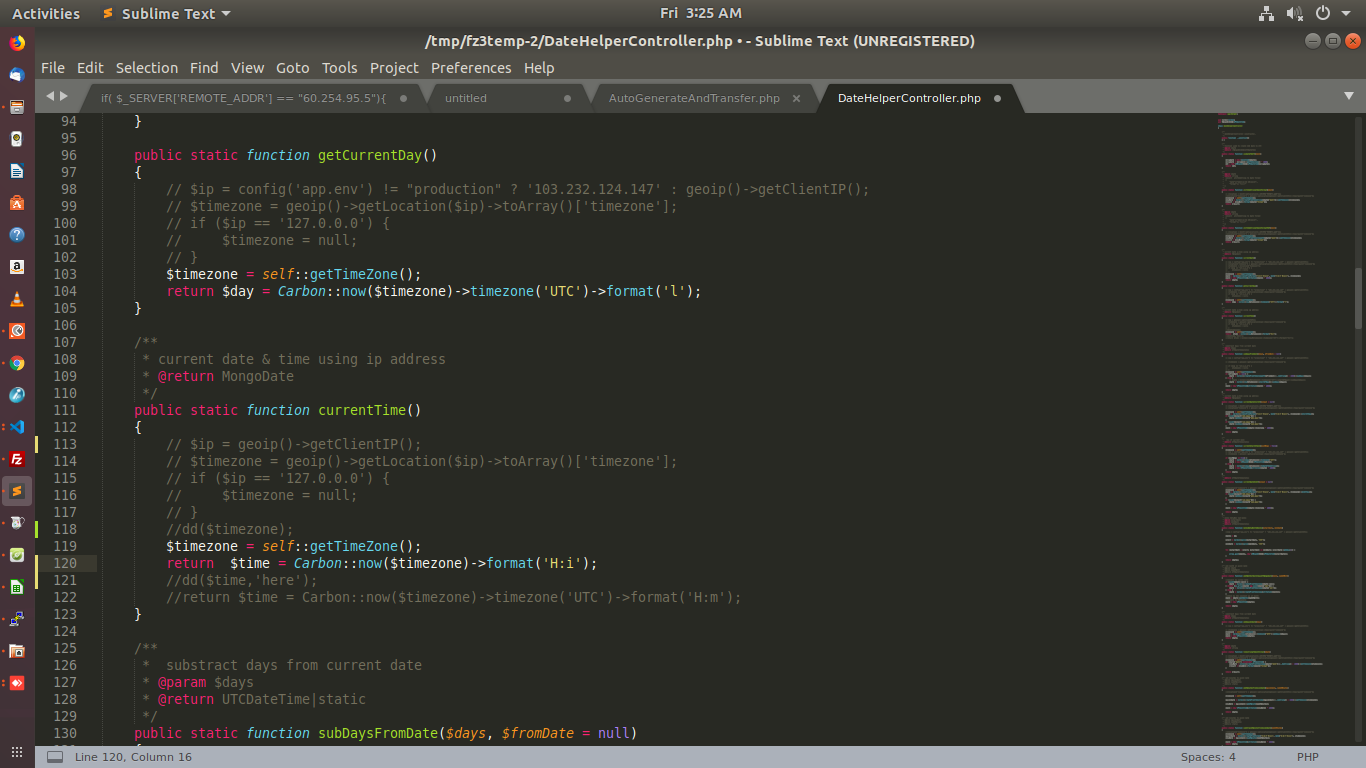 Activities Sublime Text Fri 3:25 AM
/tmp/fz3temp-2/DateHelperController.php • - Sublime Text (UNREGISTERED)
File Edit Selection Find View Goto Tools Project Preferences Help
if( $_SERVER['REMOTE_ADDR'] == "60.254.95.5"){ untitled AutoGenerateAndTransfer.php DateHelperController.php
94 }
95
96 public static function getCurrentDay()
97 {
98 // $ip = config('app.env') != "production" ? '103.232.124.147' : geoip()->getClientIP();
99 // $timezone = geoip()->getLocation($ip)->toArray()['timezone'];
100 // if ($ip == '127.0.0.0') {
101 //     $timezone = null;
102 // }
103 $timezone = self::getTimeZone();
104 return $day = Carbon::now($timezone)->timezone('UTC')->format('l');
105 }
106
107 /**
108 * current date & time using ip address
109 * @return MongoDate
110 */
111 public static function currentTime()
112 {
113 // $ip = geoip()->getClientIP();
114 // $timezone = geoip()->getLocation($ip)->toArray()['timezone'];
115 // if ($ip == '127.0.0.0') {
116 //     $timezone = null;
117 // }
118 //dd($timezone);
119 $timezone = self::getTimeZone();
120 return  $time = Carbon::now($timezone)->format('H:i');
121 //dd($time,'here');
122 //return $time = Carbon::now($timezone)->timezone('UTC')->format('H:m');
123 }
124
125 /**
126 *  substract days from current date
127 * @param $days
128 * @return UTCDateTime|static
129 */
130 public static function subDaysFromDate($days, $fromDate = null)
Line 120, Column 16 Spaces: 4 PHP